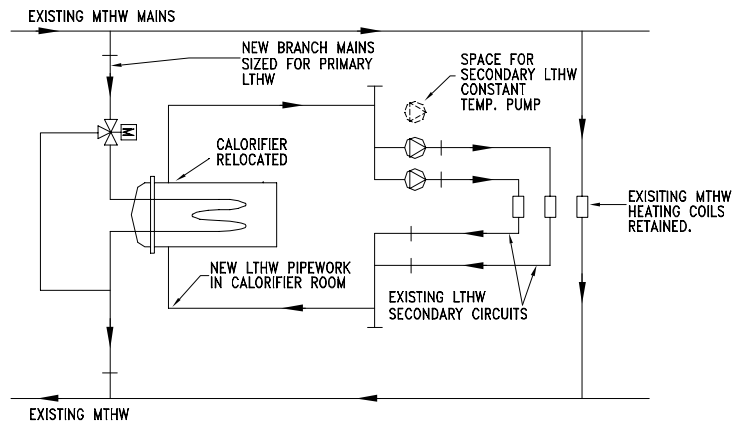 EXISTING MTHW MAINS
NEW BRANCH MAINS
SIZED FOR PRIMARY
LTHW
SPACE FOR
SECONDARY LTHW
CONSTANT
TEMP. PUMP
M
CALORIFIER
RELOCATED
EXISITING MTHW
HEATING COILS
RETAINED.
NEW LTHW PIPEWORK
IN CALORIFIER ROOM
EXISTING LTHW
SECONDARY CIRCUITS
EXISTING MTHW